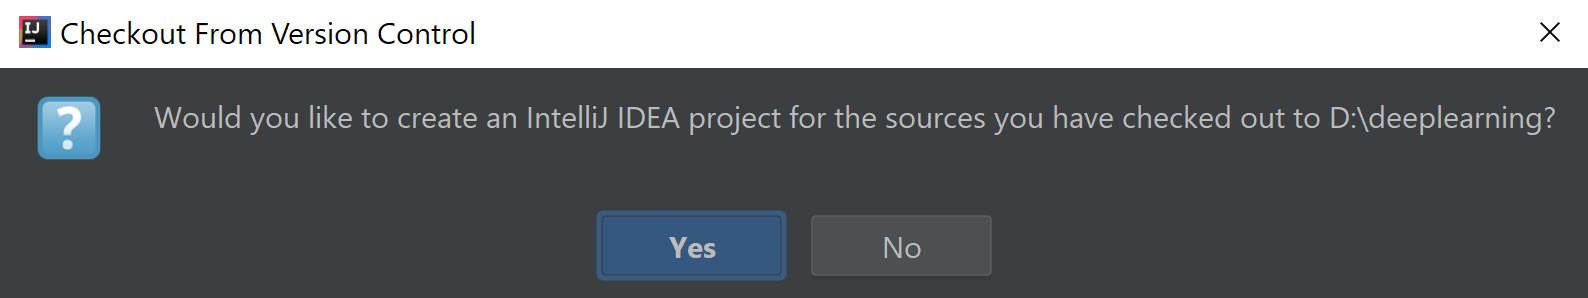 IJ
Checkout From Version Control
?
Would you like to create an IntelliJ IDEA project for the sources you have checked out to D:\deeplearning?
Yes
No